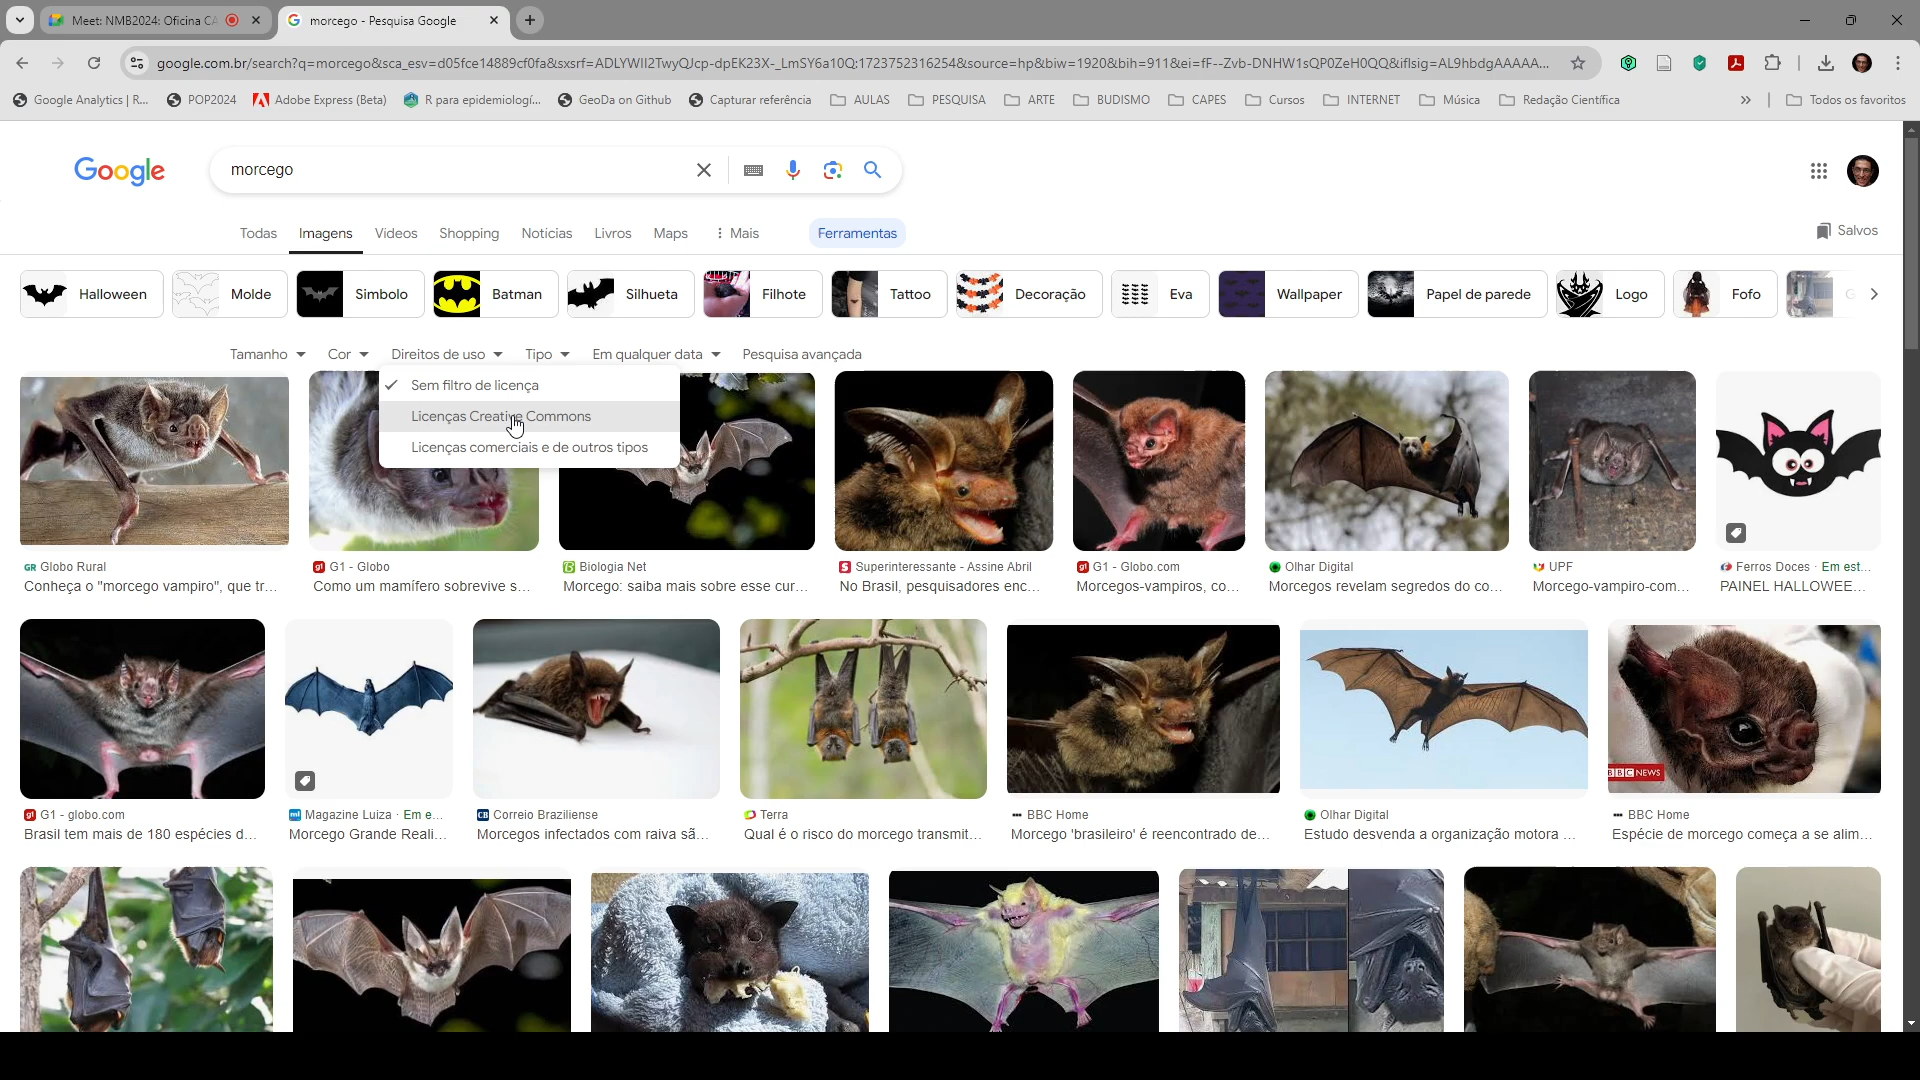 Meet: NMB2024: Oficina CA
morcego - Pesquisa Google
google.com.br/search?q=morcego&sca_esv=d05fce14889cf0fa&sxsrf=ADLYWII2TwyQJcp-dpEK23X-_LmSY6a10Q:1723752316254&source=hp&biw=1920&bih=911&ei=fF--Zvb-DNHW1sQP0ZeH0QQ&iflsig=AL9hbdgAAAAA...
Google Analytics | R...
POP2024
Adobe Express (Beta)
R para epidemiologí...
GeoDa on Github
Capturar referência
AULAS
PESQUISA
ARTE
BUDISMO
CAPES
Cursos
INTERNET
Música
Redação Científica
Todos os favoritos
Google
morcego
Todas
Imagens
Vídeos
Shopping
Notícias
Livros
Maps
Mais
Ferramentas
Salvos
Halloween
Molde
Simbolo
Batman
Silhueta
Filhote
Tattoo
Decoração
Eva
Wallpaper
Papel de parede
Logo
Fofo
G
Tamanho
Cor
Direitos de uso
Tipo
Em qualquer data
Pesquisa avançada
Sem filtro de licença
Licenças Creative Commons
Licenças comerciais e de outros tipos
GR Globo Rural
Conheça o "morcego vampiro", que tr...
G1 - Globo
Como um mamífero sobrevive s...
Biologia Net
Morcego: saiba mais sobre esse cur...
Superinteressante - Assine Abril
No Brasil, pesquisadores enc...
G1 - Globo.com
Morcegos-vampiros, co...
Olhar Digital
Morcegos revelam segredos do co...
UPF
Morcego-vampiro-com...
Ferros Doces · Em est...
PAINEL HALLOWEE...
BBC NEWS
G1 - globo.com
Brasil tem mais de 180 espécies d...
Magazine Luiza · Em e...
Morcego Grande Reali...
CB Correio Braziliense
Morcegos infectados com raiva sã...
Terra
Qual é o risco do morcego transmit...
BBC Home
Morcego 'brasileiro' é reencontrado de...
Olhar Digital
Estudo desvenda a organização motora ...
BBC Home
Espécie de morcego começa a se alim...